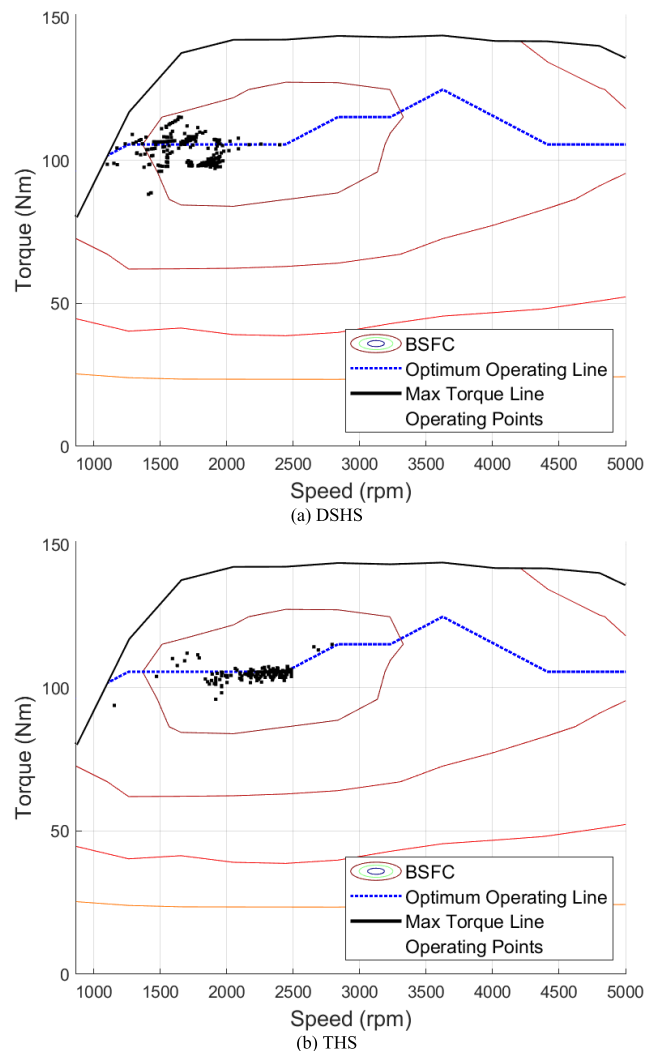 150
100
50
0
Torque (Nm)
BSFC
Optimum Operating Line
Max Torque Line
Operating Points
1000 1500 2000 2500 3000 3500 4000 4500 5000
Speed (rpm)
(a) DSHS
150
100
50
0
Torque (Nm)
BSFC
Optimum Operating Line
Max Torque Line
Operating Points
1000 1500 2000 2500 3000 3500 4000 4500 5000
Speed (rpm)
(b) THS